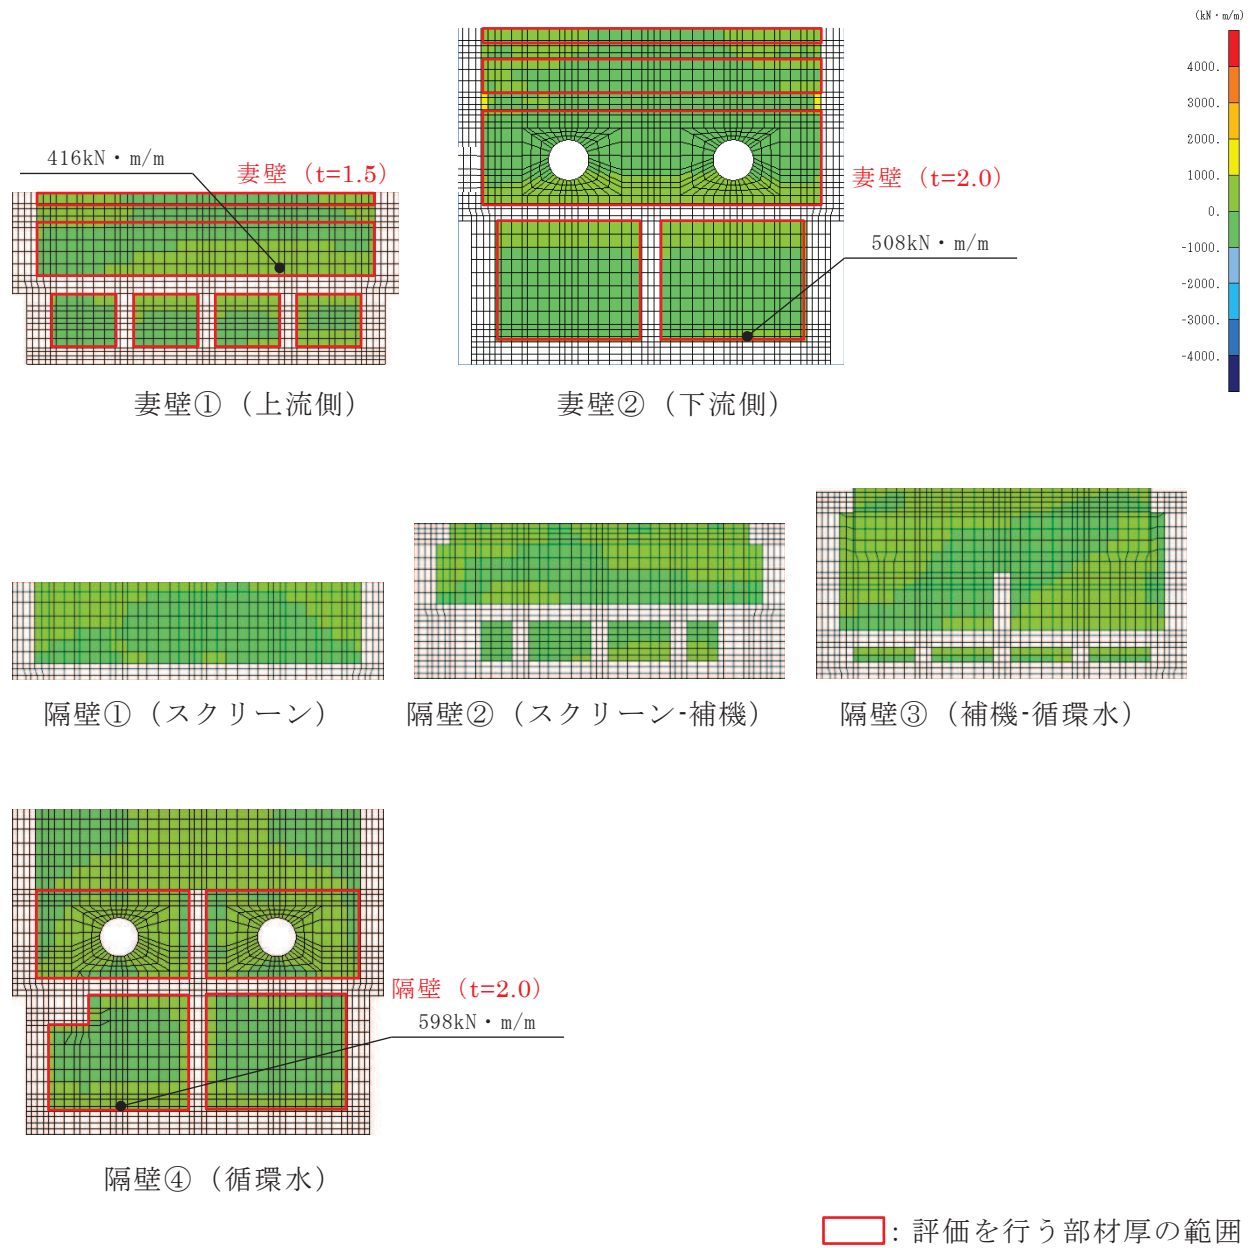 (kN・m/m)
4000.
3000.
2000.
1000.
0.
-1000.
-2000.
-3000.
-4000.
416kN・m/m
妻壁（t=1.5）
妻壁（t=2.0）
508kN・m/m
妻壁①（上流側）
妻壁②（下流側）
隔壁①（スクリーン）
隔壁②（スクリーン-補機）
隔壁③（補機-循環水）
隔壁（t=2.0）
598kN・m/m
隔壁④（循環水）
：評価を行う部材厚の範囲